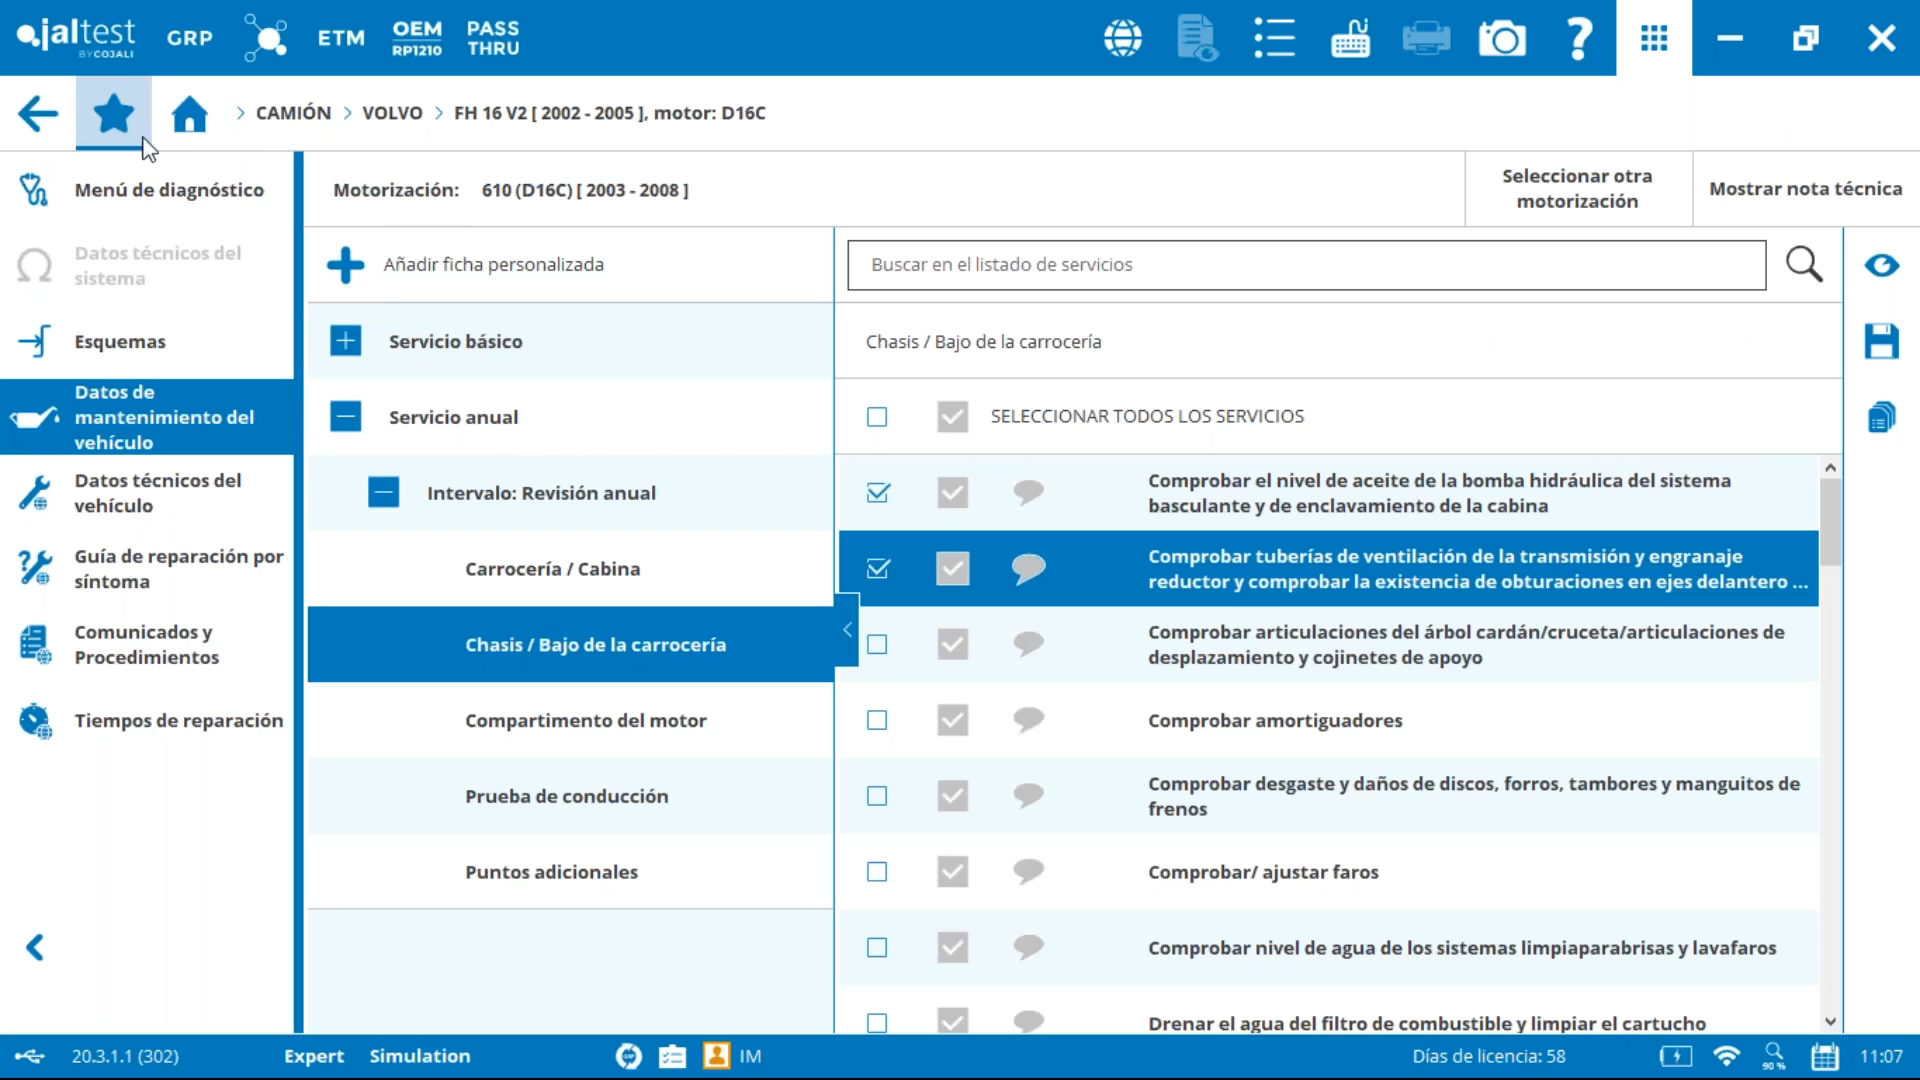 jaltest
BY COJALI
GRP
ETM
OEM
RP1210
PASS
THRU
> CAMIÓN > VOLVO > FH 16 V2 [ 2002 - 2005 ], motor: D16C
Menú de diagnóstico
Datos técnicos del
sistema
Esquemas
Datos de
mantenimiento del
vehículo
Datos técnicos del
vehículo
Guía de reparación por
síntoma
Comunicados y
Procedimientos
Tiempos de reparación
Motorización: 610 (D16C) [ 2003 - 2008 ]
Seleccionar otra
motorización
Mostrar nota técnica
Añadir ficha personalizada
Servicio básico
Servicio anual
Intervalo: Revisión anual
Carrocería / Cabina
Chasis / Bajo de la carrocería
Compartimento del motor
Prueba de conducción
Puntos adicionales
Buscar en el listado de servicios
Chasis / Bajo de la carrocería
SELECCIONAR TODOS LOS SERVICIOS
Comprobar el nivel de aceite de la bomba hidráulica del sistema
basculante y de enclavamiento de la cabina
Comprobar tuberías de ventilación de la transmisión y engranaje
reductor y comprobar la existencia de obturaciones en ejes delantero ...
Comprobar articulaciones del árbol cardán/cruceta/articulaciones de
desplazamiento y cojinetes de apoyo
Comprobar amortiguadores
Comprobar desgaste y daños de discos, forros, tambores y manguitos de
frenos
Comprobar/ ajustar faros
Comprobar nivel de agua de los sistemas limpiaparabrisas y lavafaros
Drenar el agua del filtro de combustible y limpiar el cartucho
20.3.1.1 (302)
Expert
Simulation
IM
Días de licencia: 58
90 %
11:07